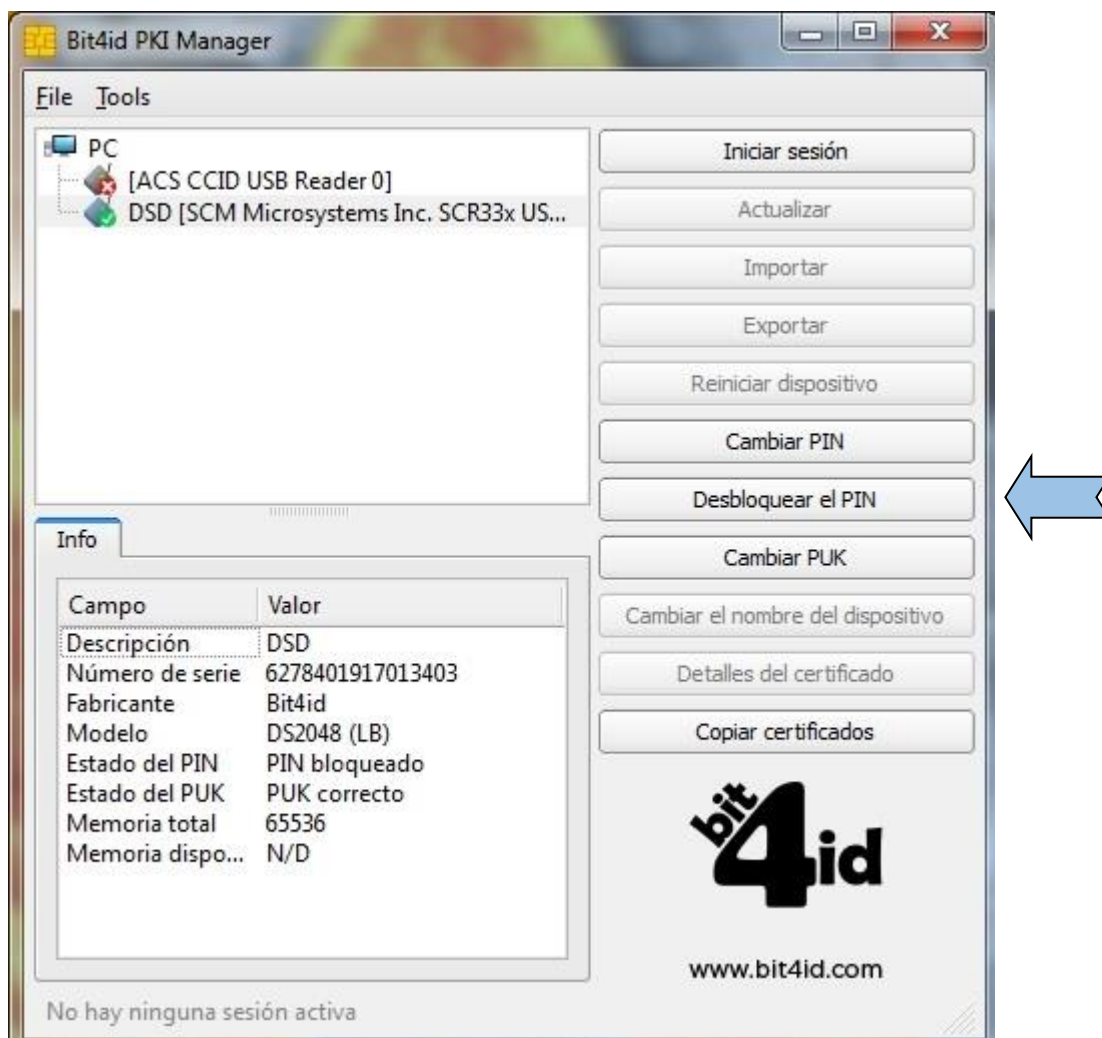 Bit4id PKI Manager
File Tools
PC
[ACS CCID USB Reader 0]
DSD [SCM Microsystems Inc. SCR33x US...
Iniciar sesión
Actualizar
Importar
Exportar
Reiniciar dispositivo
Cambiar PIN
Desbloquear el PIN
Cambiar PUK
Cambiar el nombre del dispositivo
Detalles del certificado
Copiar certificados
Info
Campo Valor
Descripción DSD
Número de serie 6278401917013403
Fabricante Bit4id
Modelo DS2048 (LB)
Estado del PIN PIN bloqueado
Estado del PUK PUK correcto
Memoria total 65536
Memoria dispo... N/D
bit4id
www.bit4id.com
No hay ninguna sesión activa